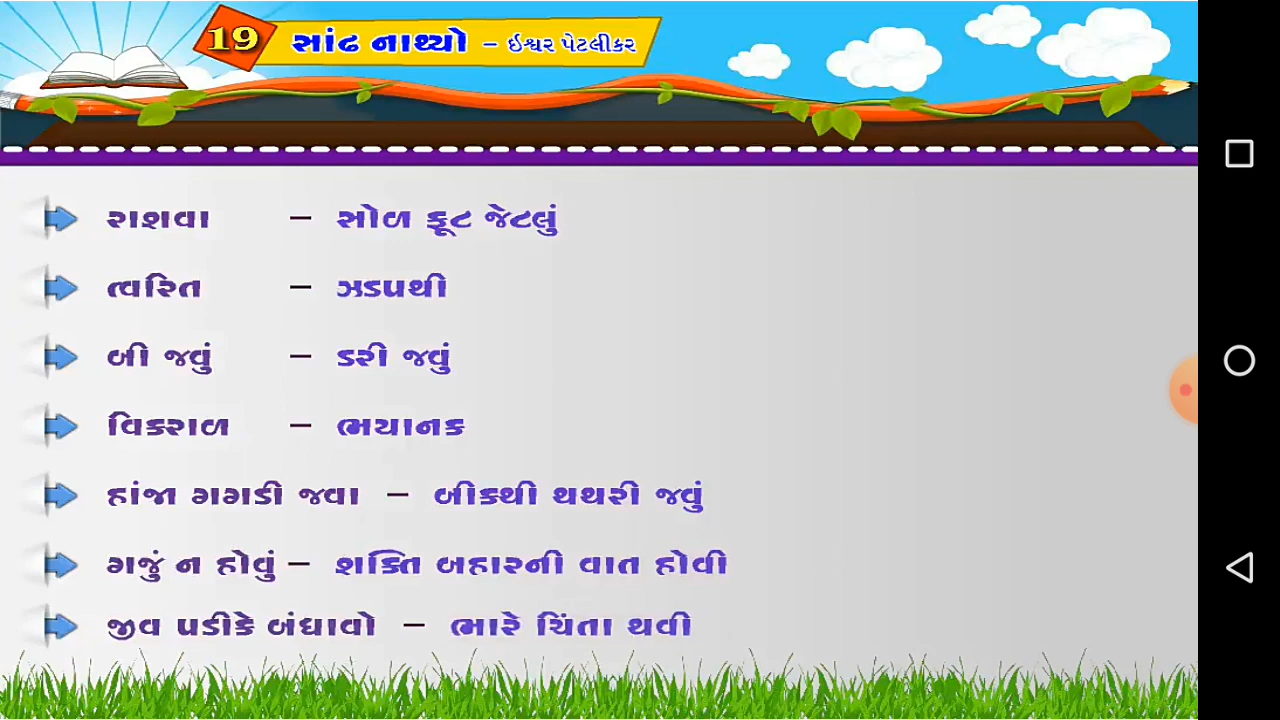 19 સાંઢ નાથ્યો – ઈશ્વર પેટલીકર
રાશવા – સોળ ફૂટ જેટલું
ત્વરિત – ઝડપથી
બી જવું – ડરી જવું
વિકરાળ – ભયાનક
હાંજા ગગડી જવા – બીકથી થથરી જવું
ગજું ન હોવું – શક્તિ બહારની વાત હોવી
જીવ પડીકે બંધાવો – ભારે ચિંતા થવી